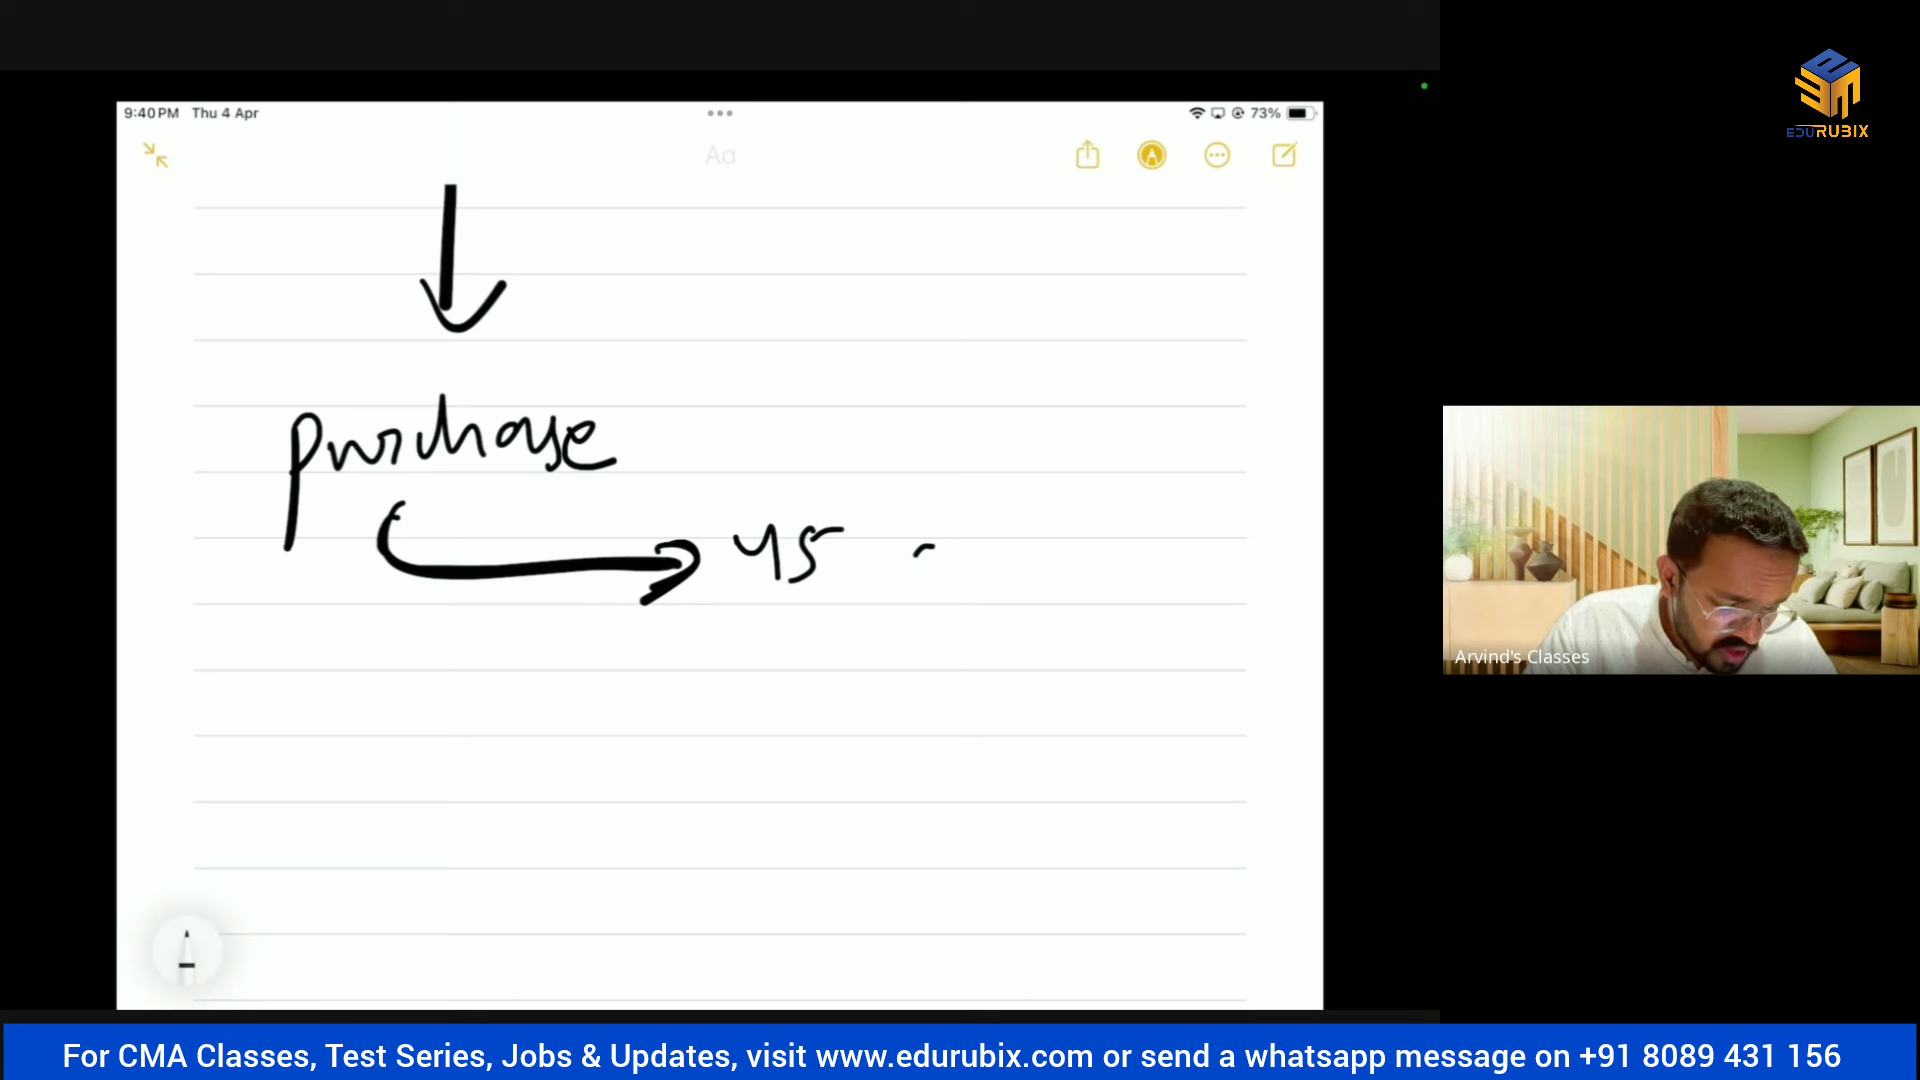 EDURUBIX
9:40 PM Thu 4 Apr
73%
Aa
purchase
45 -
Arvind's Classes
For CMA Classes, Test Series, Jobs & Updates, visit www.edurubix.com or send a whatsapp message on +91 8089 431 156